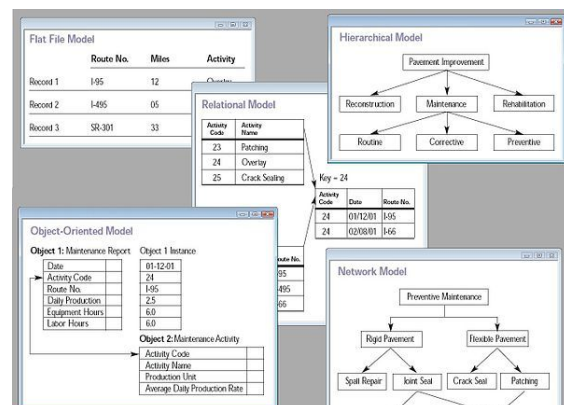 Flat File Model
Route No. Miles Activity
Record 1 I-95 12 Overlay
Record 2 I-495 05
Record 3 SR-301 33
Hierarchical Model
Pavement Improvement
Reconstruction Maintenance Rehabilitation
Routine Corrective Preventive
Relational Model
Activity Code Activity Name
23 Patching
24 Overlay
25 Crack Sealing
Key = 24
Activity Code Date Route No.
24 01/12/01 I-95
24 02/08/01 I-66
Route No.
-95
-495
-66
Object-Oriented Model
Object 1: Maintenance Report Object 1 Instance
Date 01-12-01
Activity Code 24
Route No. I-95
Daily Production 2.5
Equipment Hours 6.0
Labor Hours 6.0
Object 2: Maintenance Activity
Activity Code
Activity Name
Production Unit
Average Daily Production Rate
Network Model
Preventive Maintenance
Rigid Pavement Flexible Pavement
Spall Repair Joint Seal Crack Seal Patching